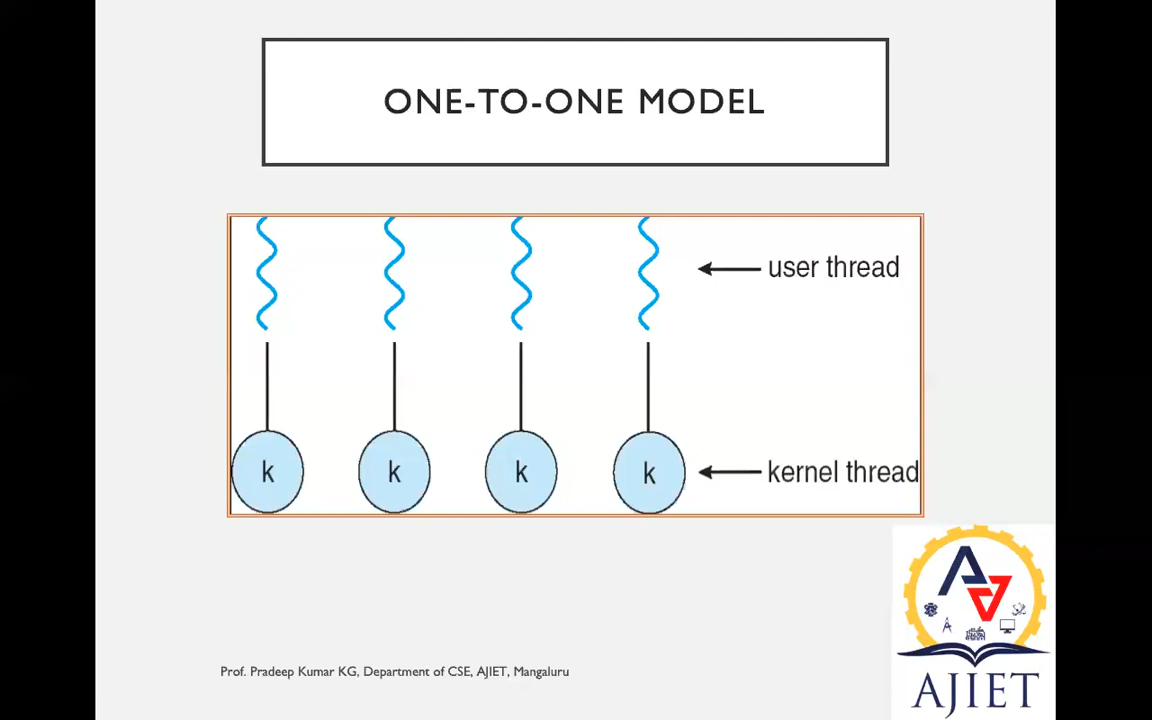 ONE-TO-ONE MODEL
user thread
k k k k
kernel thread
Prof. Pradeep Kumar KG, Department of CSE, AJIET, Mangaluru
AJIET